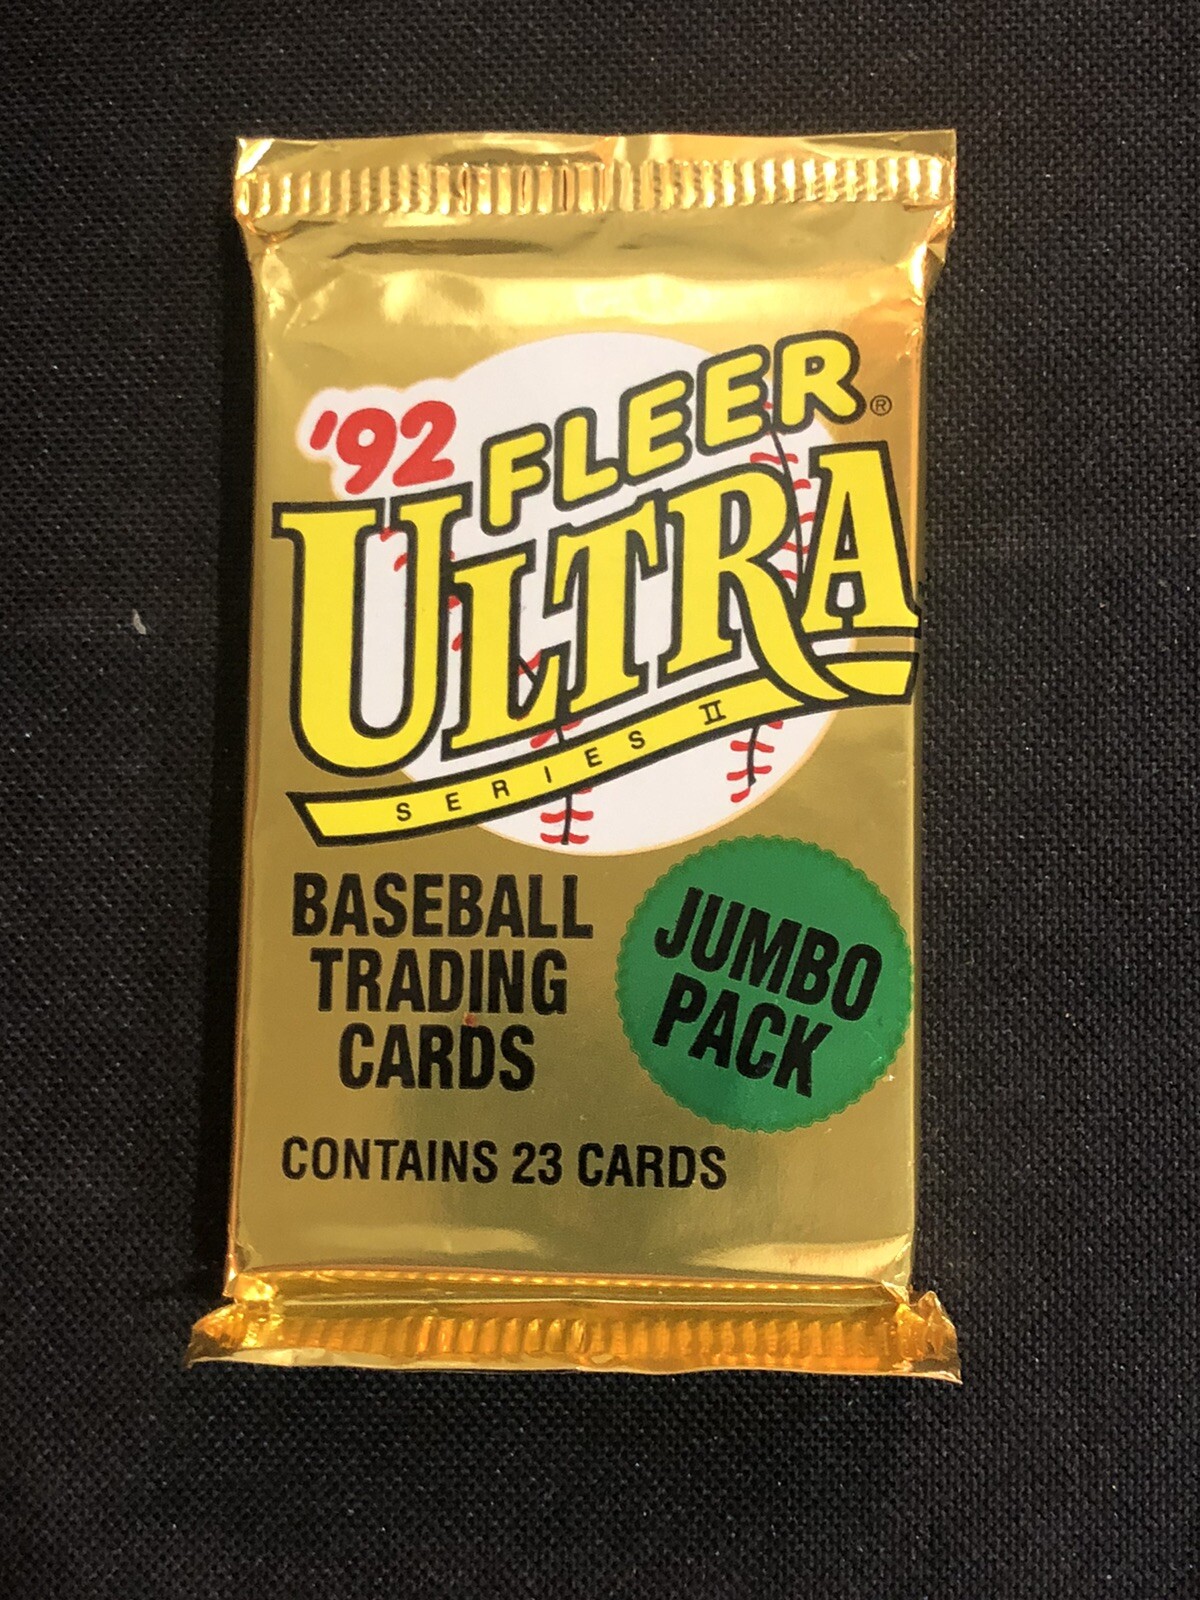 '92 FLEER®
ULTRA
SERIES II
BASEBALL
TRADING
CARDS
JUMBO
PACK
CONTAINS 23 CARDS